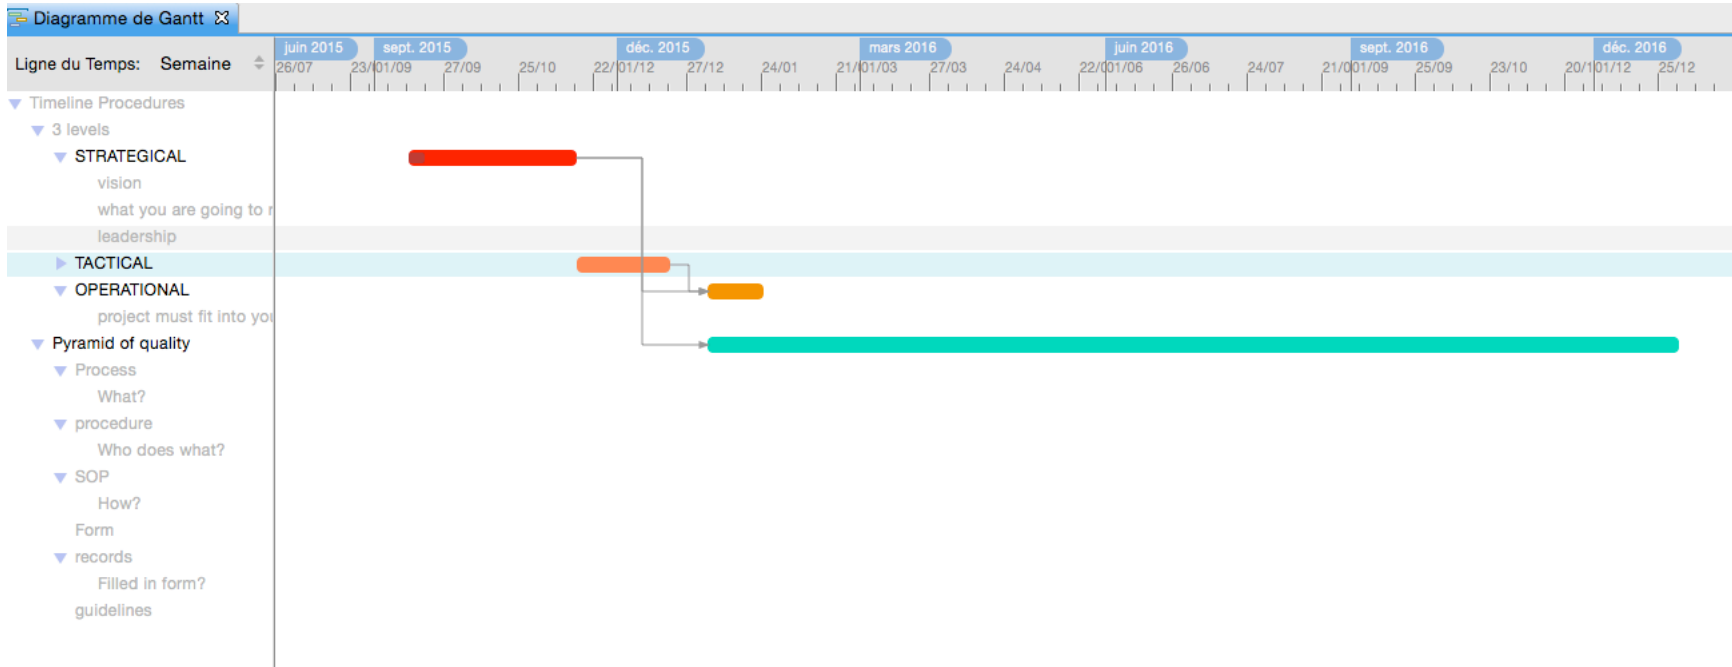 Diagramme de Gantt
juin 2015 sept. 2015 déc. 2015 mars 2016 juin 2016 sept. 2016 déc. 2016
Ligne du Temps: Semaine
26/07 23/ 01/09 27/09 25/10 22/ 01/12 27/12 24/01 21/ 01/03 27/03 24/04 22/0 01/06 26/06 24/07 21/0 01/09 25/09 23/10 20/1 01/12 25/12
Timeline Procedures
3 levels
STRATEGICAL
vision
what you are going to r
leadership
TACTICAL
OPERATIONAL
project must fit into you
Pyramid of quality
Process
What?
procedure
Who does what?
SOP
How?
Form
records
Filled in form?
guidelines